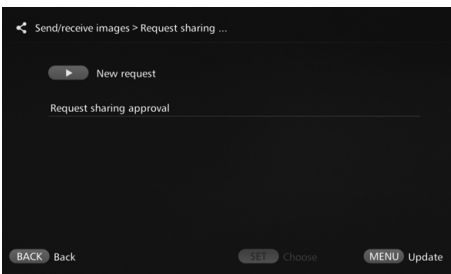 Send/receive images > Request sharing ...
New request
Request sharing approval
BACK Back SET Choose MENU Update